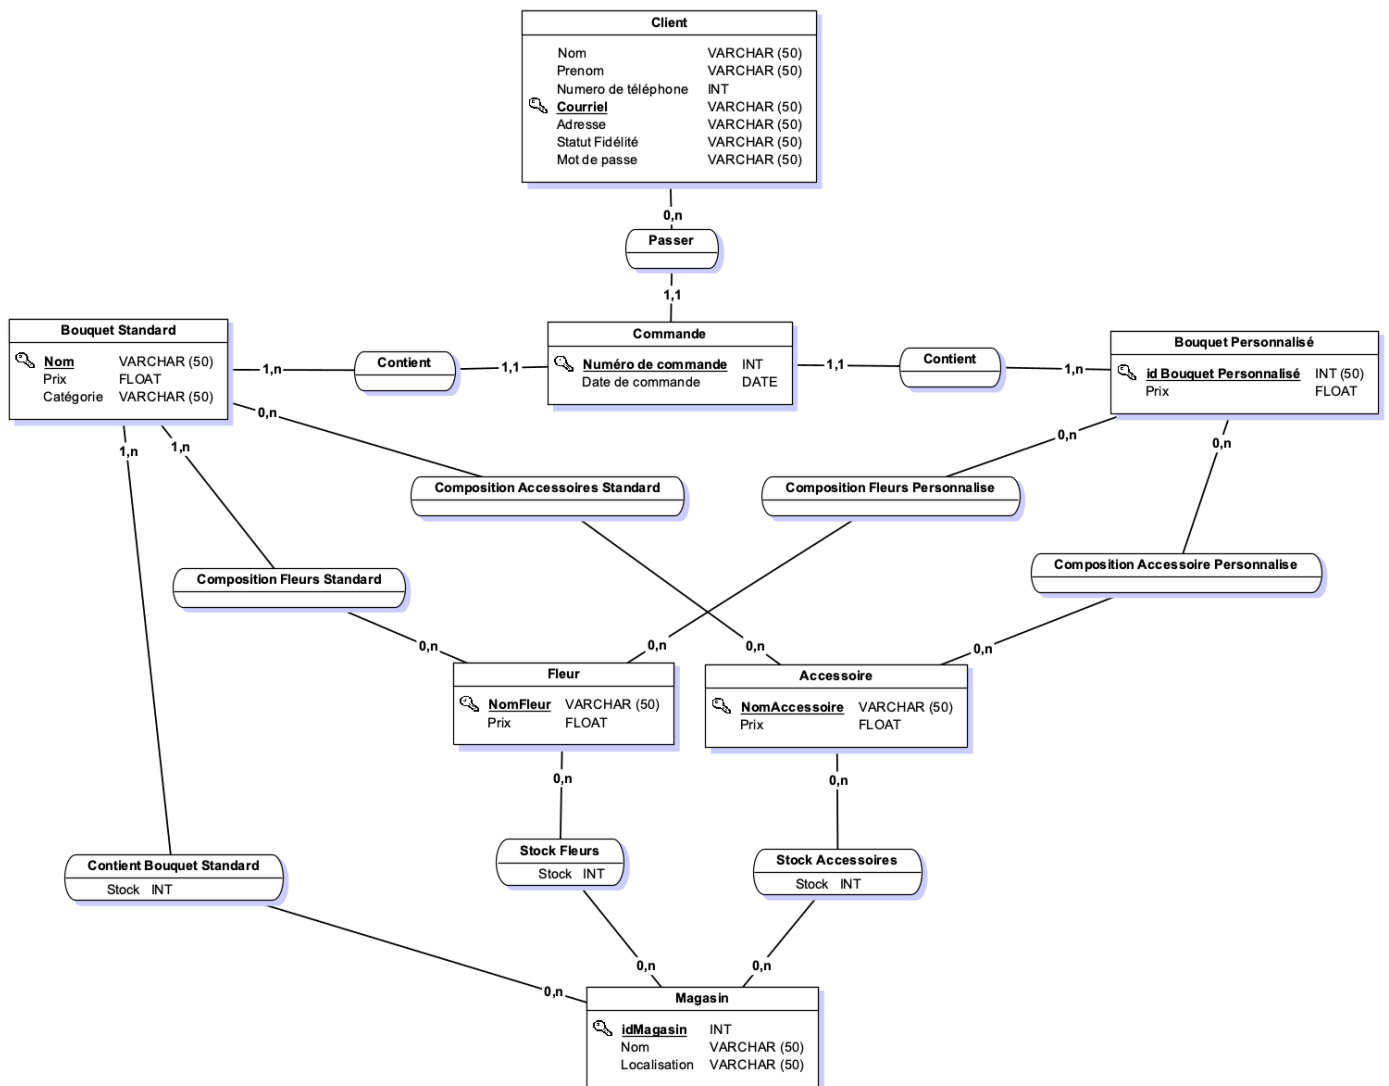 Client
Nom VARCHAR (50)
Prenom VARCHAR (50)
Numero de téléphone INT
Courriel VARCHAR (50)
Adresse VARCHAR (50)
Statut Fidélité VARCHAR (50)
Mot de passe VARCHAR (50)
0,n
Passer
1,1
Bouquet Standard
Nom VARCHAR (50)
Prix FLOAT
Catégorie VARCHAR (50)
1,n
Contient
1,1
Commande
Numéro de commande INT
Date de commande DATE
1,1
Contient
1,n
Bouquet Personnalisé
id Bouquet Personnalisé INT (50)
Prix FLOAT
0,n
1,n
1,n
0,n
0,n
Composition Accessoires Standard
Composition Fleurs Personnalise
Composition Fleurs Standard
Composition Accessoire Personnalise
0,n
0,n
0,n
0,n
Fleur
NomFleur VARCHAR (50)
Prix FLOAT
Accessoire
NomAccessoire VARCHAR (50)
Prix FLOAT
0,n
0,n
Contient Bouquet Standard
Stock INT
Stock Fleurs
Stock INT
Stock Accessoires
Stock INT
0,n
0,n
0,n
Magasin
idMagasin INT
Nom VARCHAR (50)
Localisation VARCHAR (50)